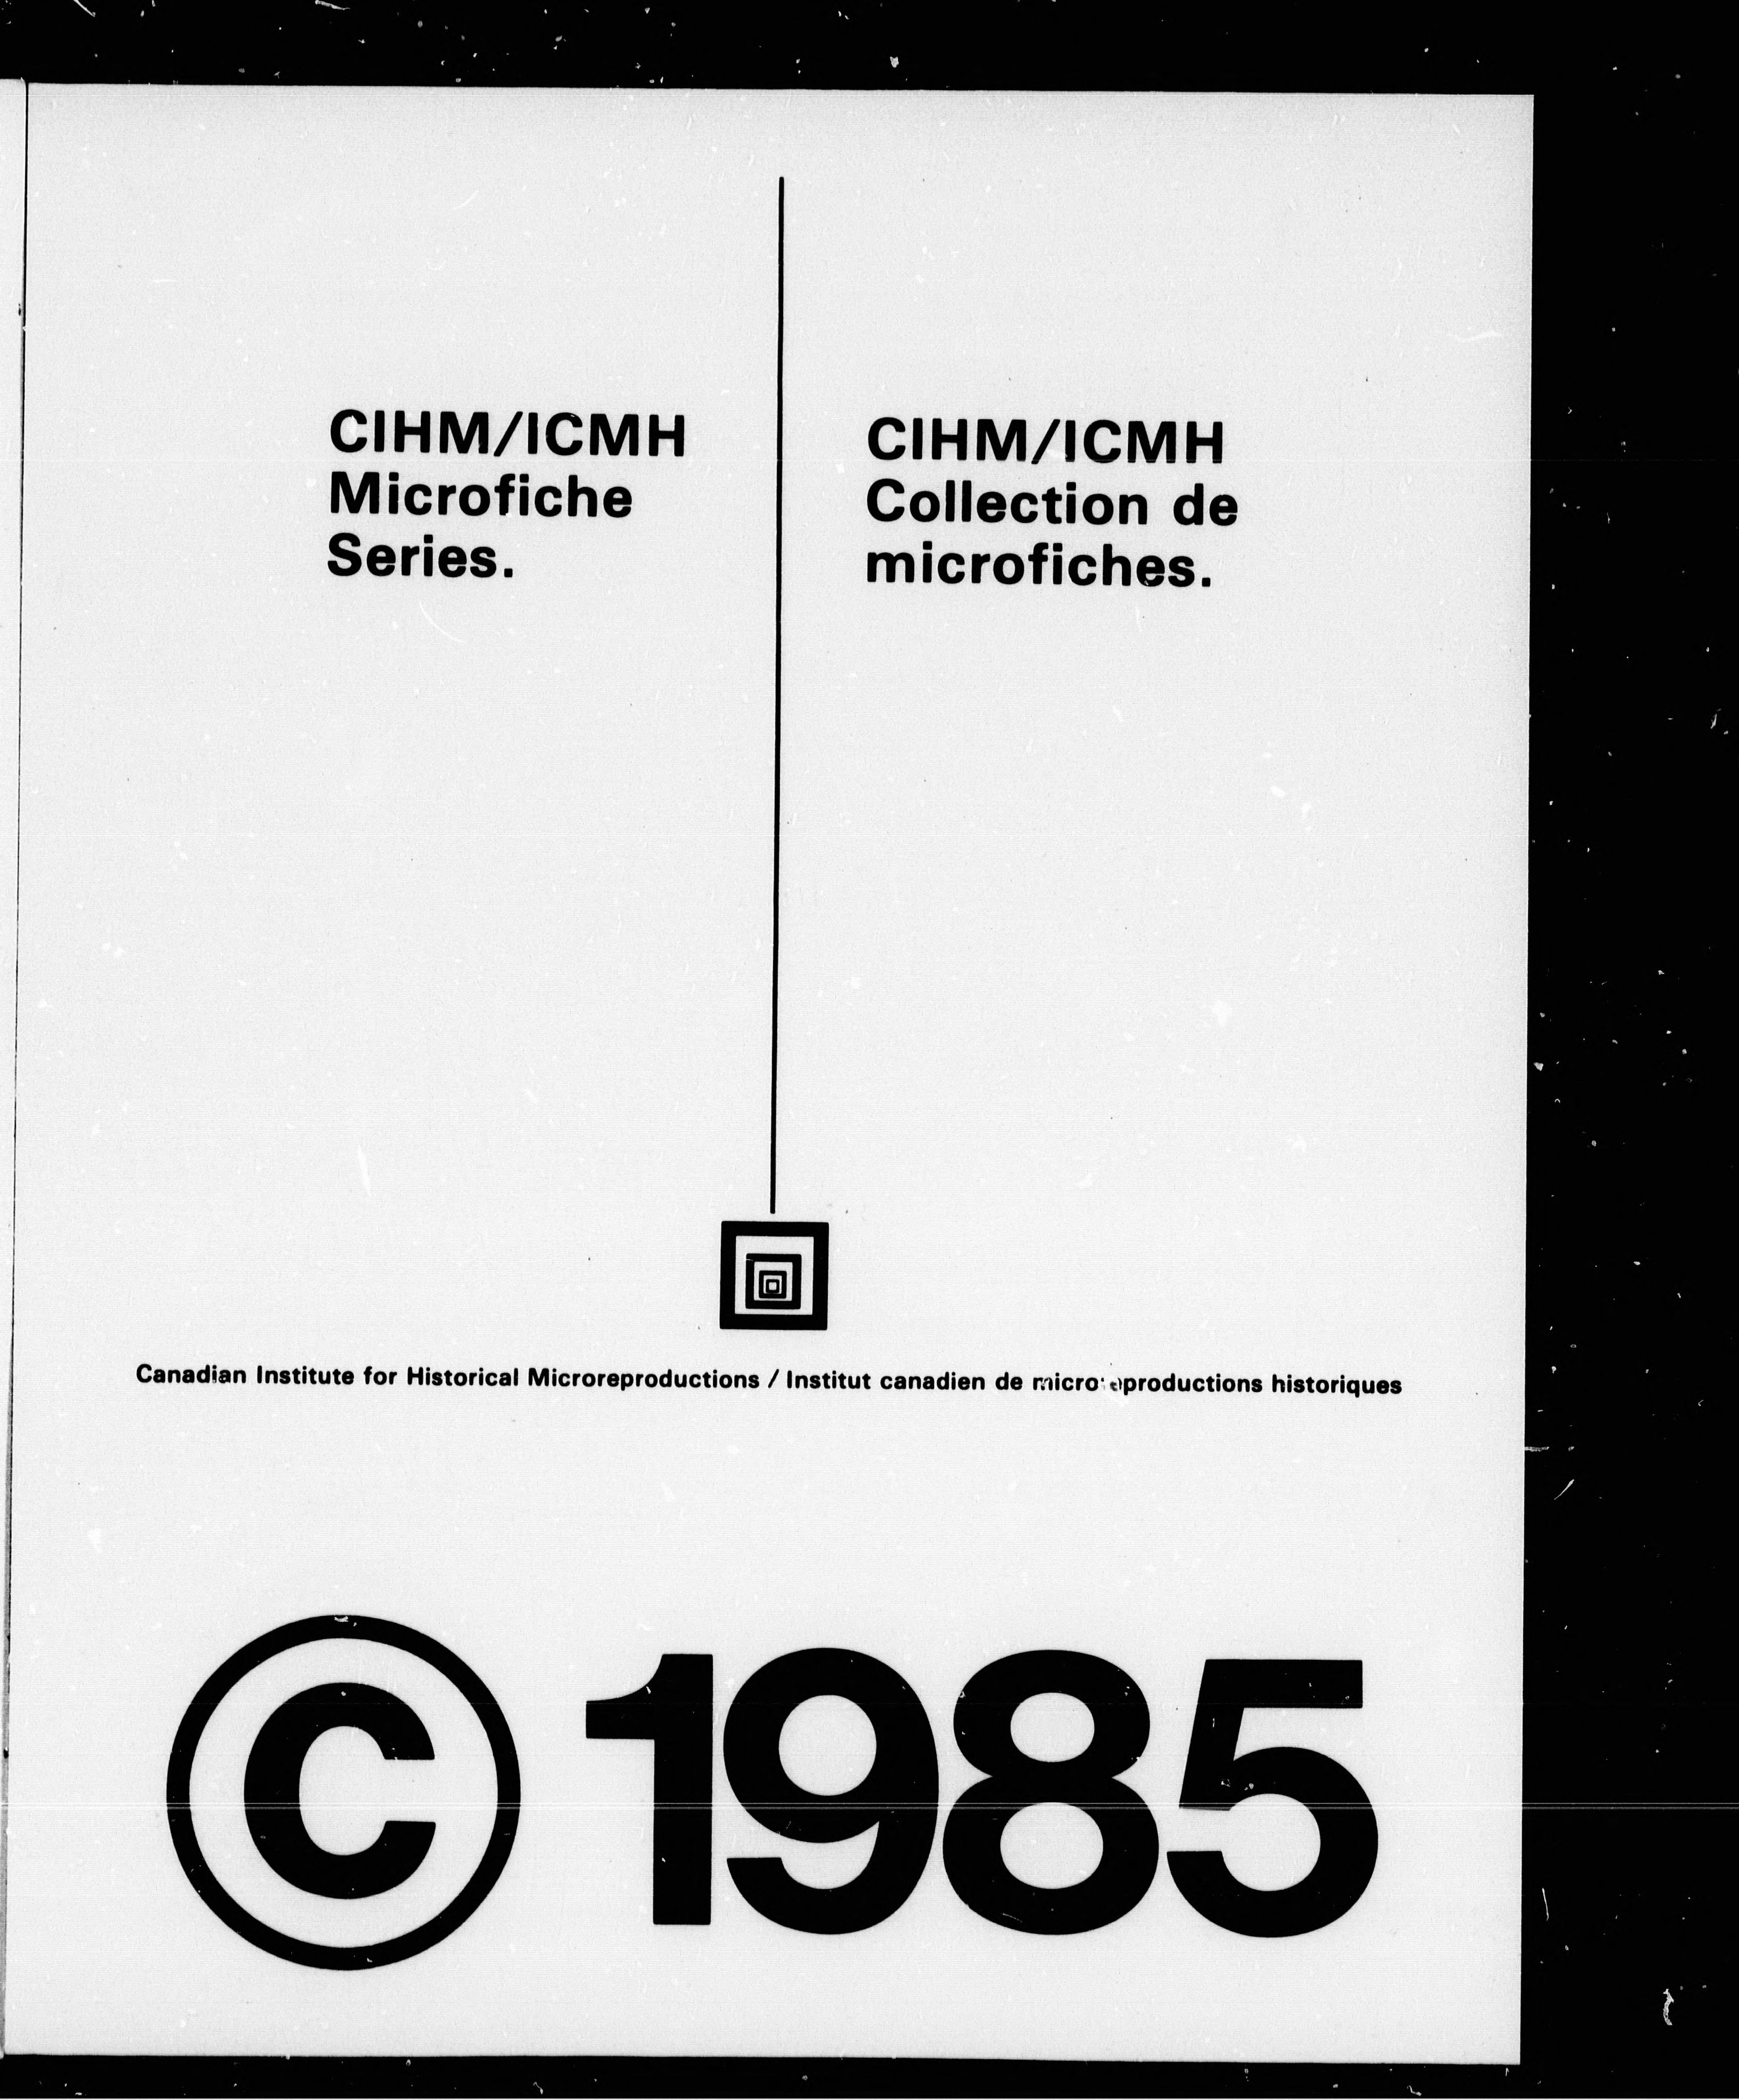 CIHM/ICMH
Microfiche
Series.
CIHM/ICMH
Collection de
microfiches.
Canadian Institute for Historical Microreproductions / Institut canadien de microreproductions historiques
© 1985